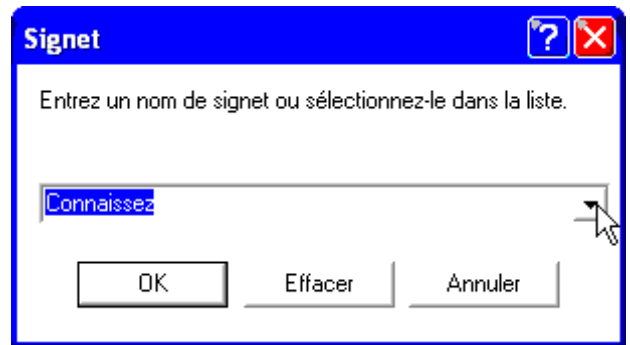 Signet
Entrez un nom de signet ou sélectionnez-le dans la liste.
Connaissez
OK Effacer Annuler